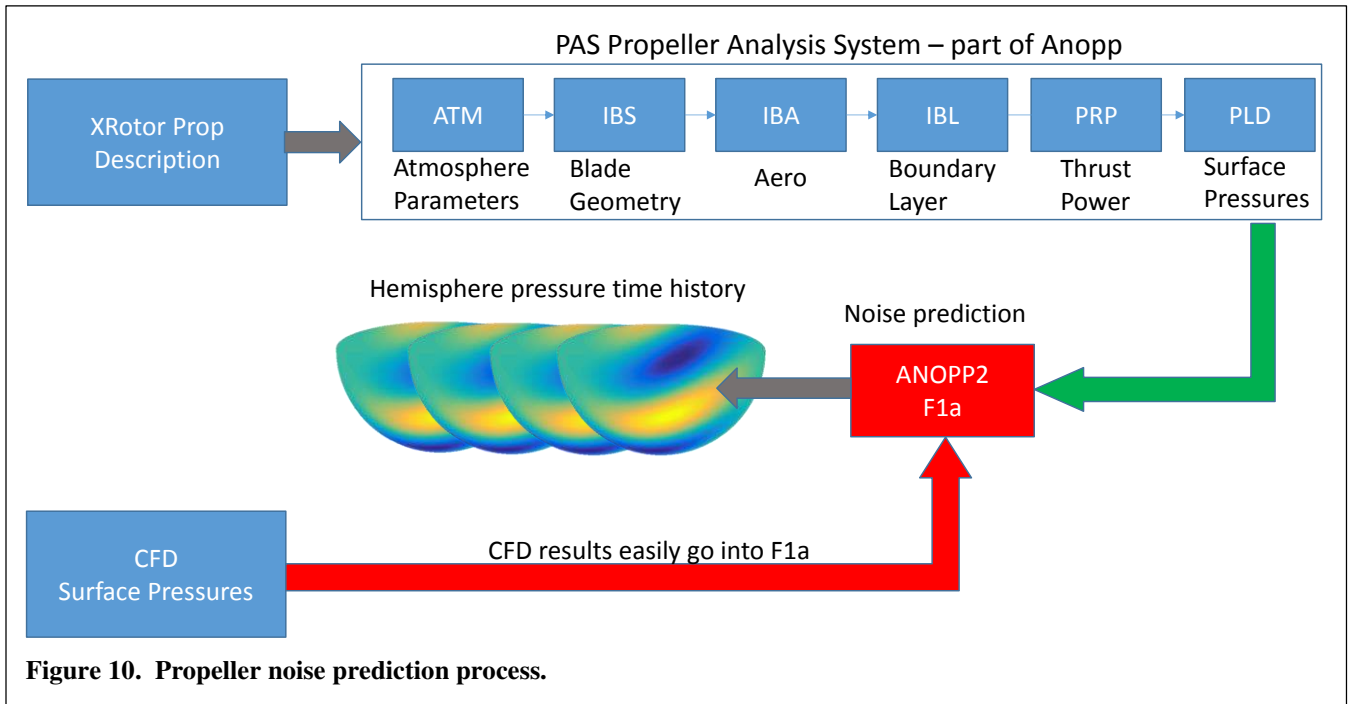 PAS Propeller Analysis System – part of Anopp
XRotor Prop
Description
ATM
IBS
IBA
IBL
PRP
PLD
Atmosphere
Parameters
Blade
Geometry
Aero
Boundary
Layer
Thrust
Power
Surface
Pressures
Hemisphere pressure time history
Noise prediction
ANOPP2
F1a
CFD
Surface Pressures
CFD results easily go into F1a
Figure 10. Propeller noise prediction process.